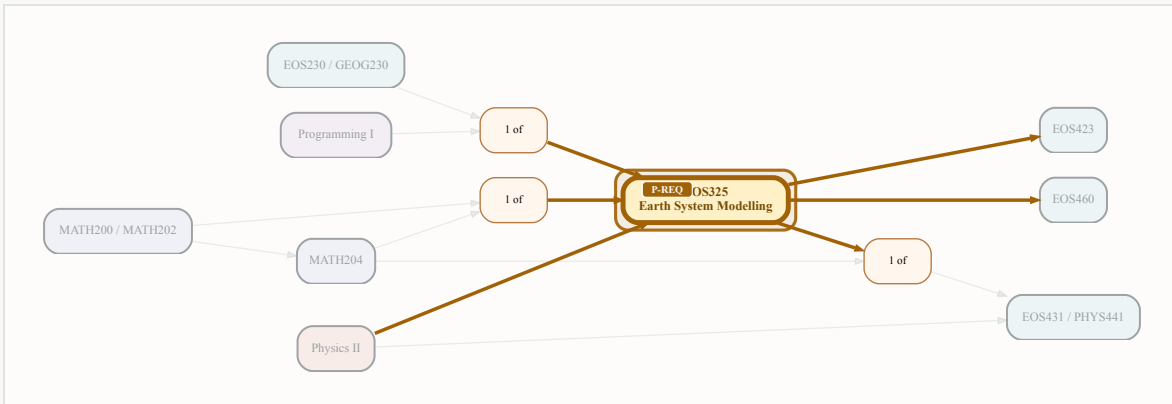 EOS230 / GEOG230
Programming I
1 of
EOS423
P-REQ
OS325
Earth System Modelling
1 of
EOS460
MATH200 / MATH202
MATH204
1 of
EOS431 / PHYS441
Physics II